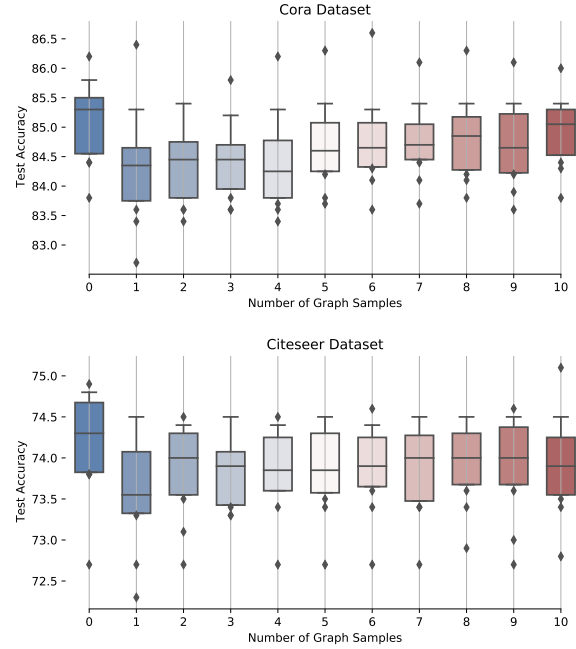 Cora Dataset
86.5
86.0
85.5
85.0
84.5
84.0
83.5
83.0
Test Accuracy
0 1 2 3 4 5 6 7 8 9 10
Number of Graph Samples
Citeseer Dataset
75.0
74.5
74.0
73.5
73.0
72.5
Test Accuracy
0 1 2 3 4 5 6 7 8 9 10
Number of Graph Samples